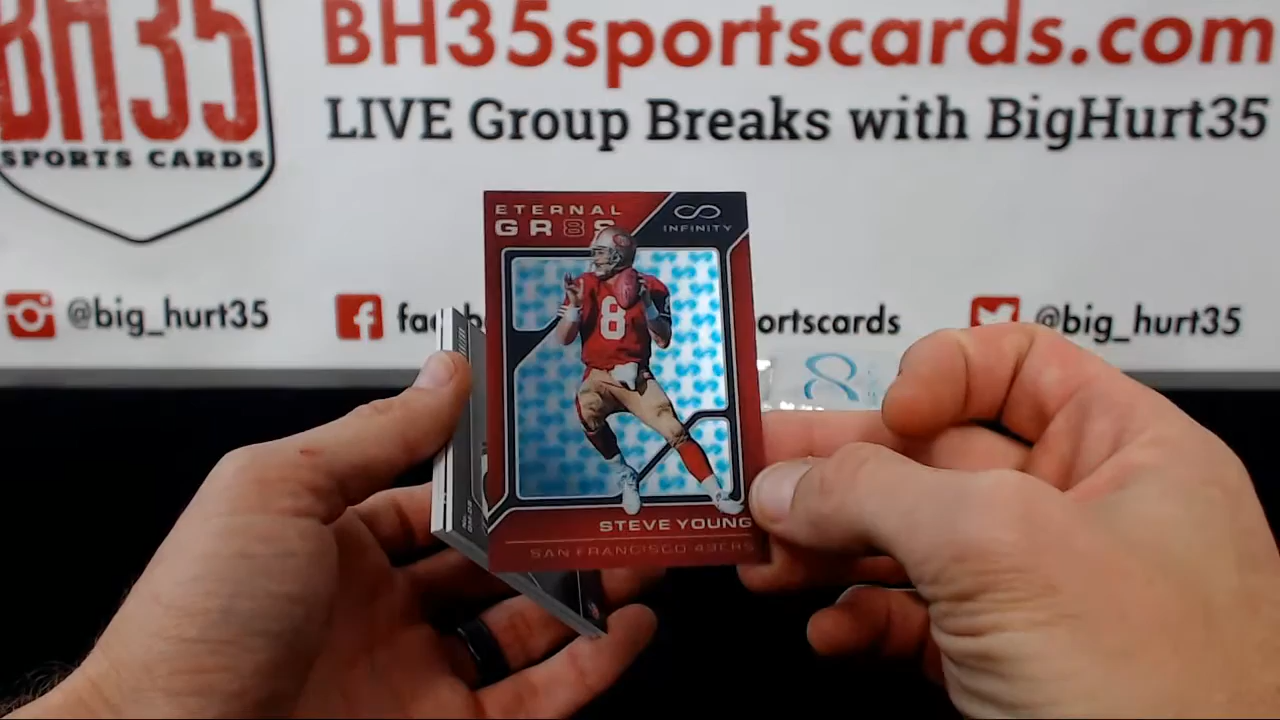 BH35
SPORTS CARDS
BH35sportscards.com
LIVE Group Breaks with BigHurt35
@big_hurt35
ortscards
@big_hurt35
ETERNAL
GR8S
INFINITY
8
STEVE YOUNG
SAN FRANCISCO 49ERS
8